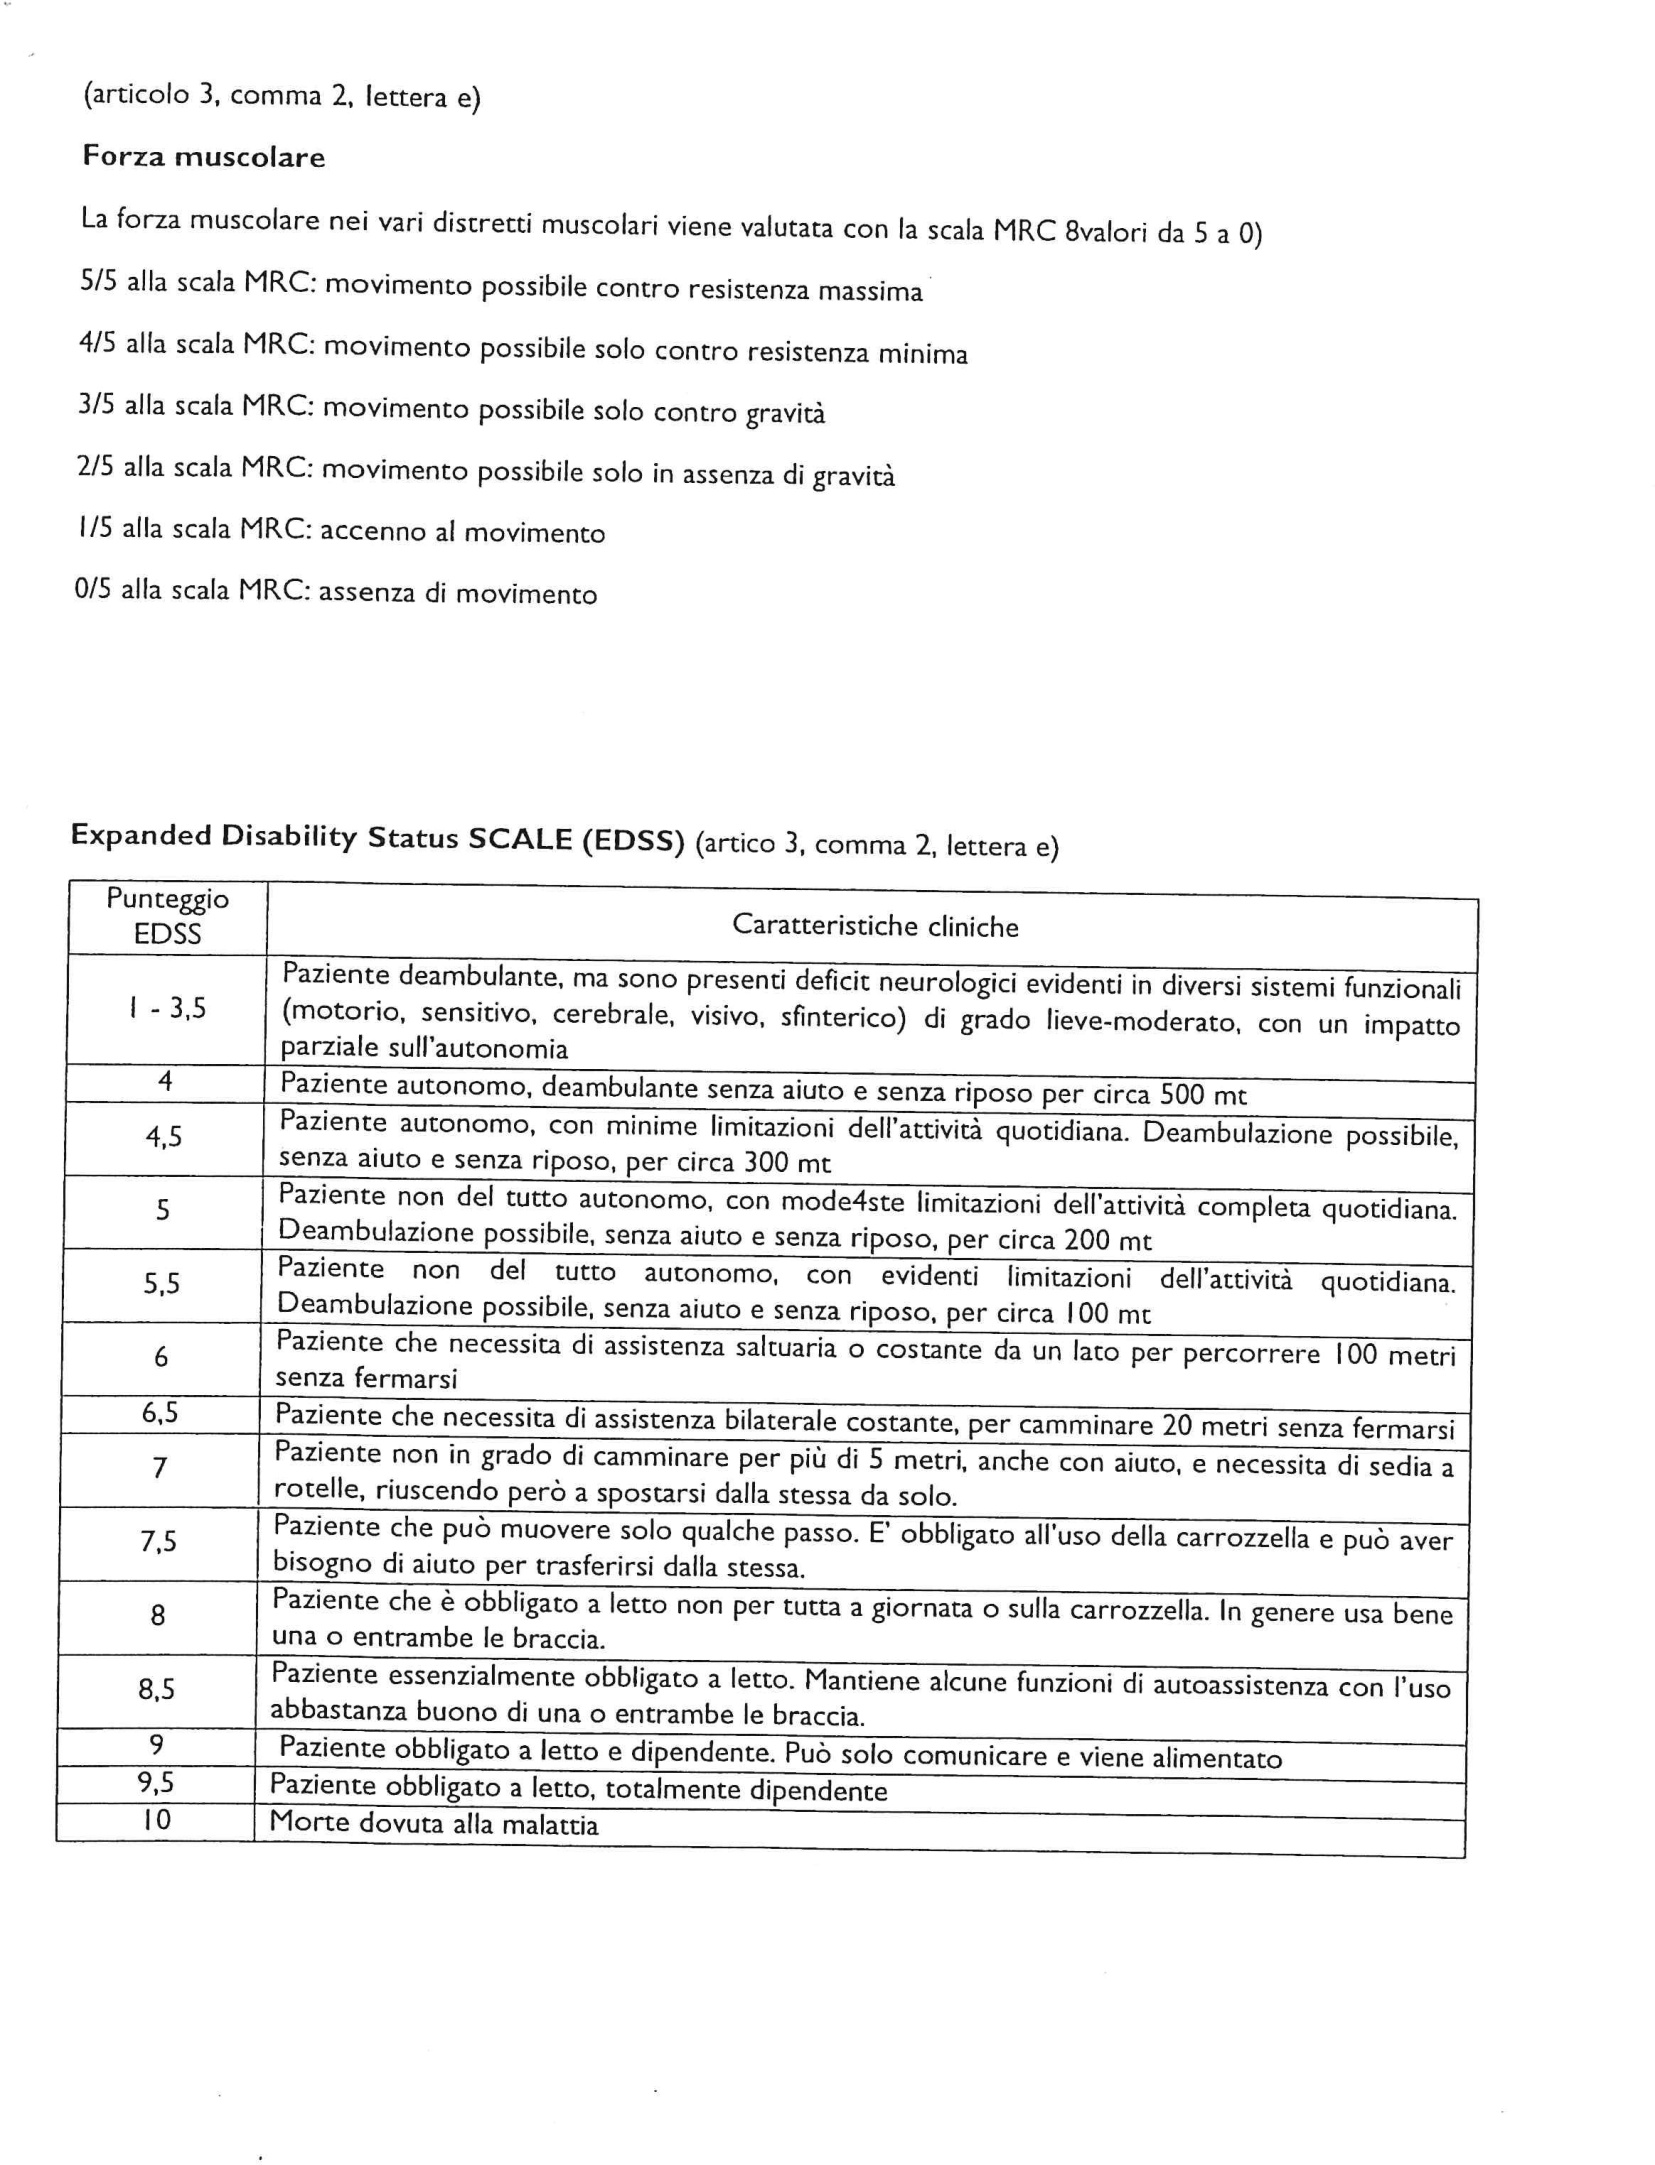 (articolo 3, comma 2, lettera e)
Forza muscolare
La forza muscolare nei vari distretti muscolari viene valutata con la scala MRC 8valori da 5 a 0)
5/5 alla scala MRC: movimento possibile contro resistenza massima
4/5 alla scala MRC: movimento possibile solo contro resistenza minima
3/5 alla scala MRC: movimento possibile solo contro gravità
2/5 alla scala MRC: movimento possibile solo in assenza di gravità
1/5 alla scala MRC: accenno al movimento
0/5 alla scala MRC: assenza di movimento
Expanded Disability Status SCALE (EDSS) (artico 3, comma 2, lettera e)
Punteggio
EDSS
Caratteristiche cliniche
1 - 3,5
Paziente deambulante, ma sono presenti deficit neurologici evidenti in diversi sistemi funzionali
(motorio, sensitivo, cerebrale, visivo, sfinterico) di grado lieve-moderato, con un impatto
parziale sull'autonomia
4
Paziente autonomo, deambulante senza aiuto e senza riposo per circa 500 mt
4,5
Paziente autonomo, con minime limitazioni dell'attività quotidiana. Deambulazione possibile,
senza aiuto e senza riposo, per circa 300 mt
5
Paziente non del tutto autonomo, con mode4ste limitazioni dell'attività completa quotidiana.
Deambulazione possibile, senza aiuto e senza riposo, per circa 200 mt
5,5
Paziente non del tutto autonomo, con evidenti limitazioni dell'attività quotidiana.
Deambulazione possibile, senza aiuto e senza riposo, per circa 100 mt
6
Paziente che necessita di assistenza saltuaria o costante da un lato per percorrere 100 metri
senza fermarsi
6,5
Paziente che necessita di assistenza bilaterale costante, per camminare 20 metri senza fermarsi
7
Paziente non in grado di camminare per più di 5 metri, anche con aiuto, e necessita di sedia a
rotelle, riuscendo però a spostarsi dalla stessa da solo.
7,5
Paziente che può muovere solo qualche passo. E' obbligato all'uso della carrozzella e può aver
bisogno di aiuto per trasferirsi dalla stessa.
8
Paziente che è obbligato a letto non per tutta a giornata o sulla carrozzella. In genere usa bene
una o entrambe le braccia.
8,5
Paziente essenzialmente obbligato a letto. Mantiene alcune funzioni di autoassistenza con l'uso
abbastanza buono di una o entrambe le braccia.
9
Paziente obbligato a letto e dipendente. Può solo comunicare e viene alimentato
9,5
Paziente obbligato a letto, totalmente dipendente
10
Morte dovuta alla malattia